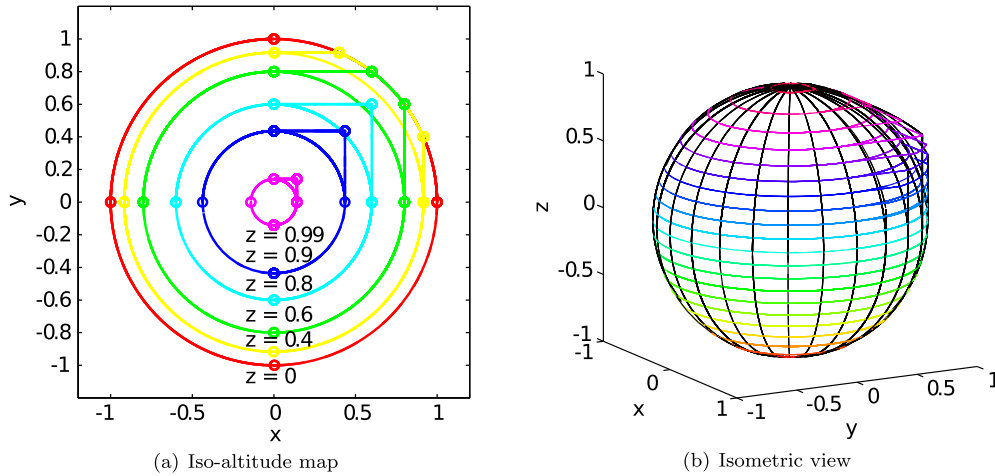 1
0.8
0.6
0.4
0.2
0
-0.2
-0.4
-0.6
-0.8
-1
y
z = 0.99
z = 0.9
z = 0.8
z = 0.6
z = 0.4
z = 0
-1
-0.5
0
0.5
1
x
(a) Iso-altitude map
1
0.5
0
-0.5
-1
z
-1
0
1
x
-1
-0.5
0
0.5
1
y
(b) Isometric view